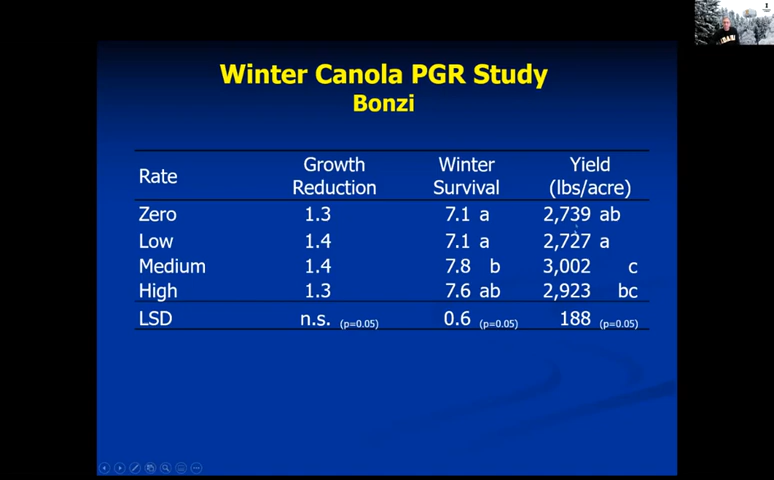 Winter Canola PGR Study
Bonzi
Rate Growth Reduction Winter Survival Yield (lbs/acre)
Zero 1.3 7.1 a 2,739 ab
Low 1.4 7.1 a 2,727 a
Medium 1.4 7.8 b 3,002 c
High 1.3 7.6 ab 2,923 bc
LSD n.s. (p=0.05) 0.6 (p=0.05) 188 (p=0.05)